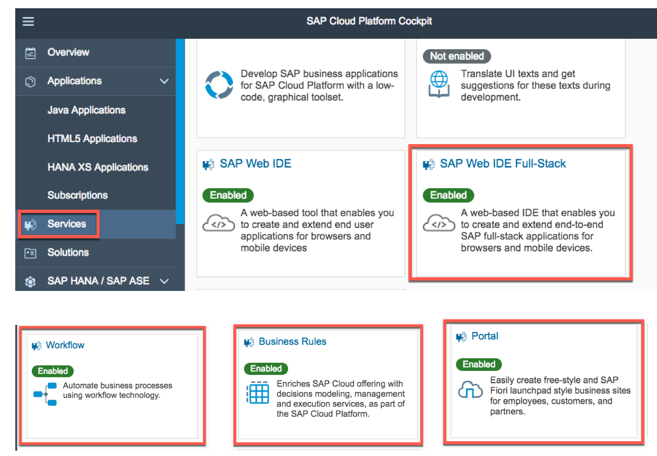 SAP Cloud Platform Cockpit
Overview
Applications
Java Applications
HTML5 Applications
HANA XS Applications
Subscriptions
Services
Solutions
SAP HANA / SAP ASE
Develop SAP business applications
for SAP Cloud Platform with a low-
code, graphical toolset.
Not enabled
Translate UI texts and get
suggestions for these texts during
development.
SAP Web IDE
Enabled
</>
A web-based tool that enables you
to create and extend end user
applications for browsers and
mobile devices
SAP Web IDE Full-Stack
Enabled
</>
A web-based IDE that enables you
to create and extend end-to-end
SAP full-stack applications for
browsers and mobile devices.
Workflow
Enabled
Automate business processes
using workflow technology.
Business Rules
Enabled
Enriches SAP Cloud offering with
decisions modeling, management
and execution services, as part of
the SAP Cloud Platform.
Portal
Enabled
Easily create free-style and SAP
Fiori launchpad style business sites
for employees, customers, and
partners.